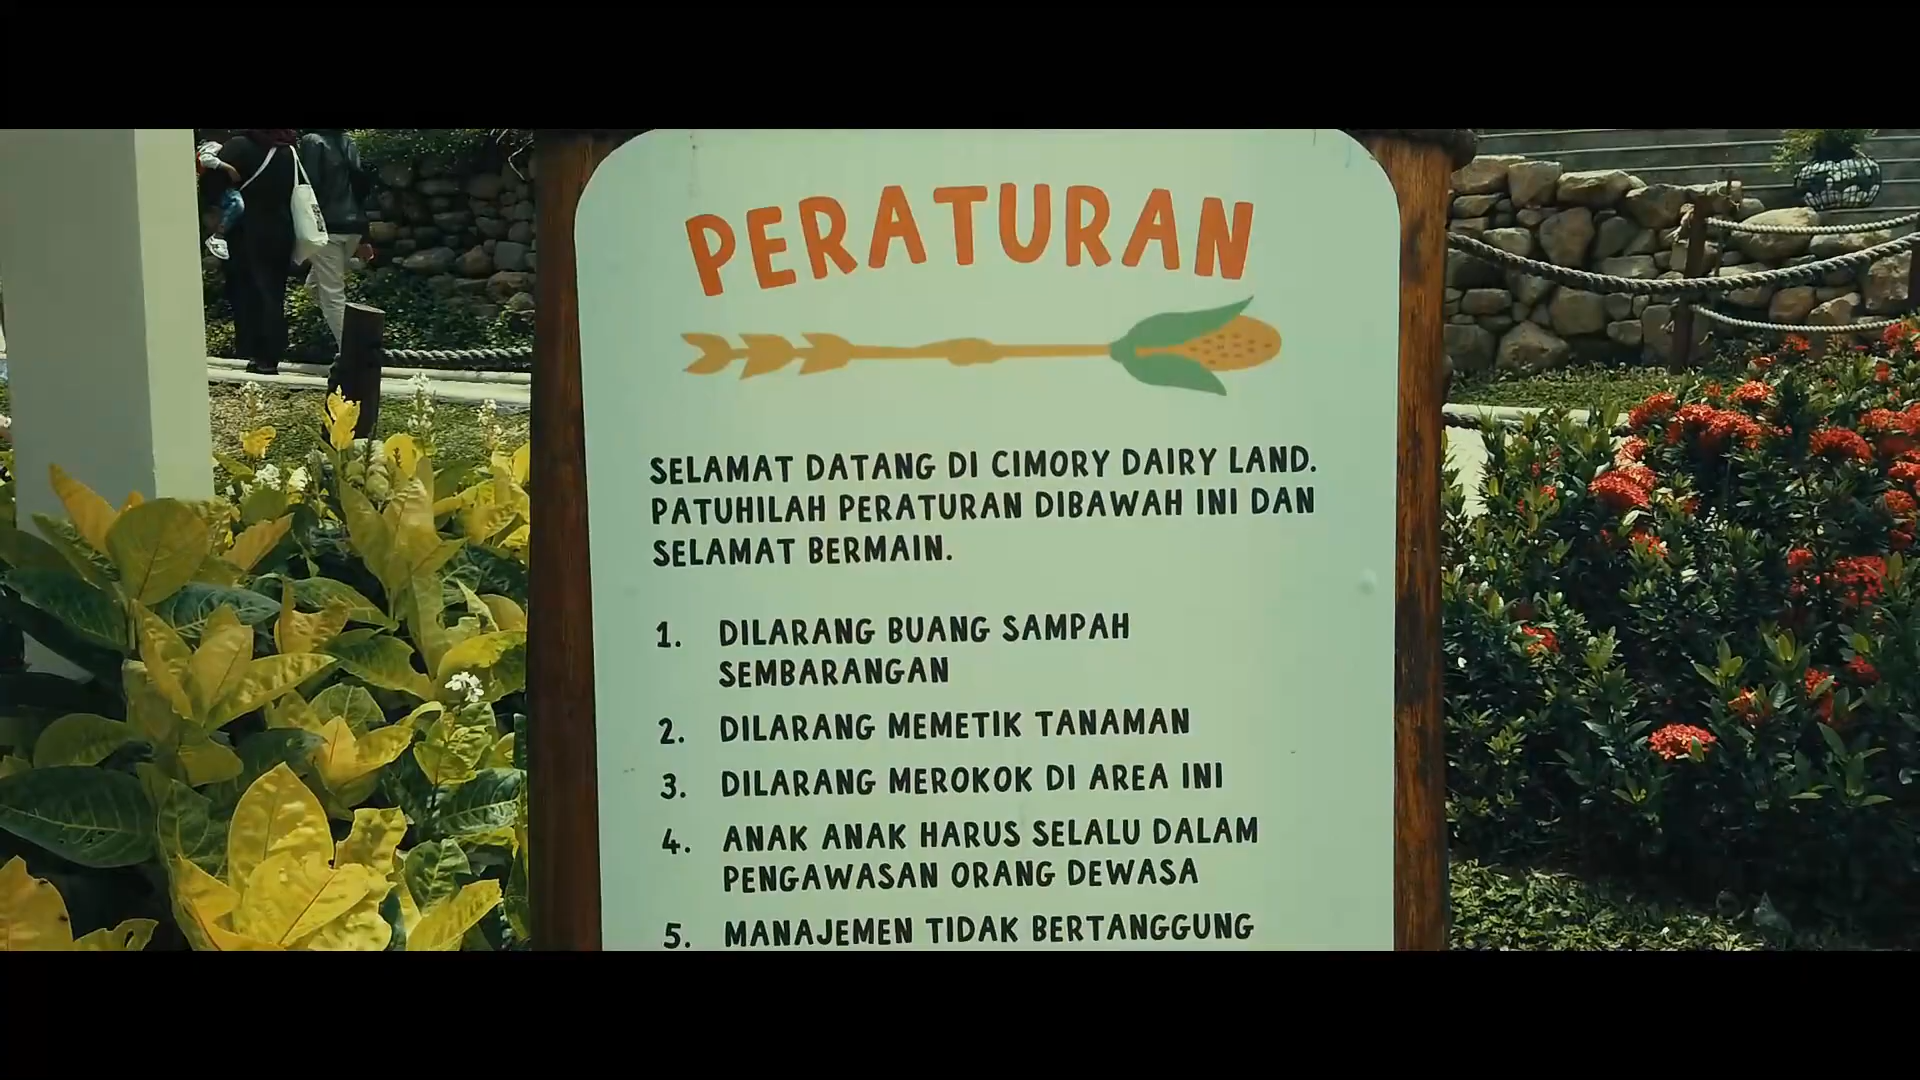 PERATURAN
SELAMAT DATANG DI CIMORY DAIRY LAND.
PATUHILAH PERATURAN DIBAWAH INI DAN
SELAMAT BERMAIN.
1. DILARANG BUANG SAMPAH
SEMBARANGAN
2. DILARANG MEMETIK TANAMAN
3. DILARANG MEROKOK DI AREA INI
4. ANAK ANAK HARUS SELALU DALAM
PENGAWASAN ORANG DEWASA
5. MANAJEMEN TIDAK BERTANGGUNG